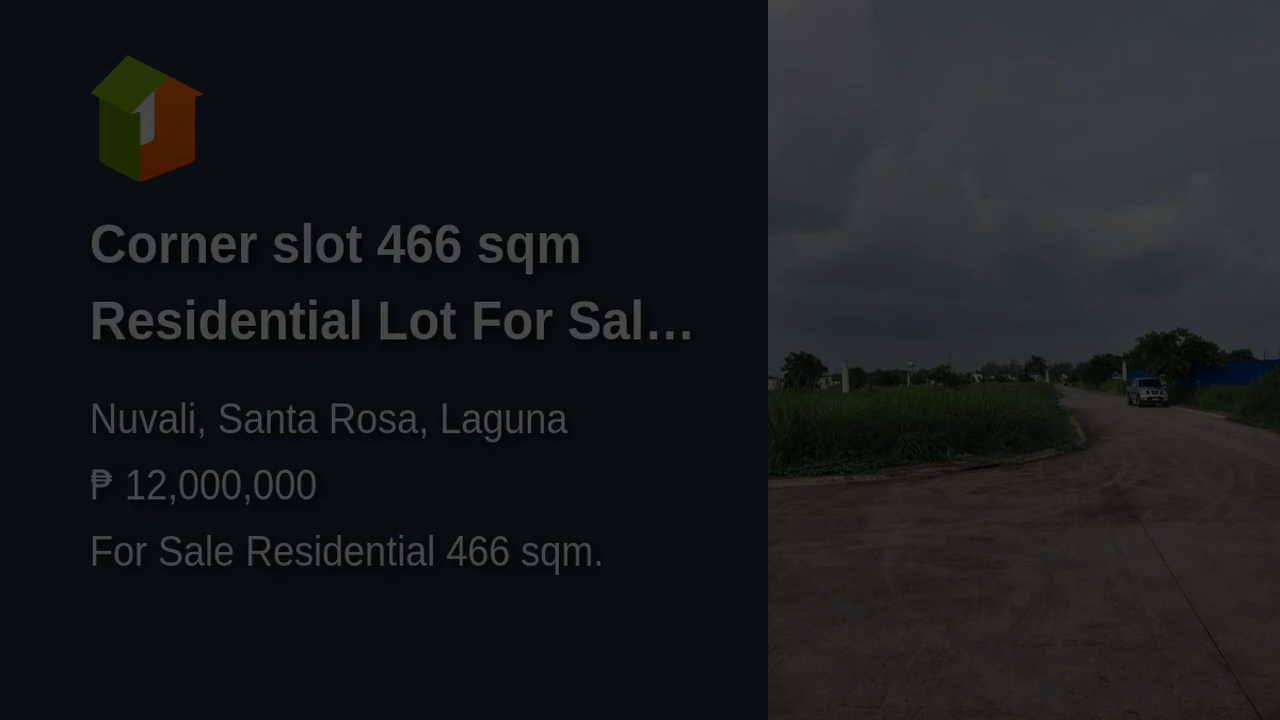 Corner slot 466 sqm
Residential Lot For Sal...
Nuvali, Santa Rosa, Laguna
₱ 12,000,000
For Sale Residential 466 sqm.